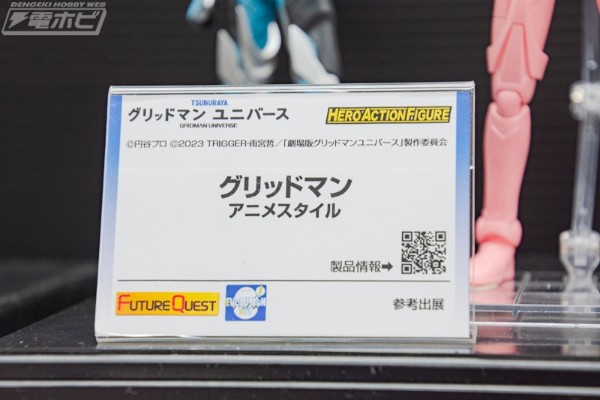 DENGEKI HOBBY WEB
電ホビ
TSUBURAYA
グリッドマン ユニバース
GRIDMAN UNIVERSE
HERO ACTION FIGURE
©円谷プロ ©2023 TRIGGER・雨宮哲／「劇場版グリッドマンユニバース」製作委員会
グリッドマン
アニメスタイル
製品情報➡
FUTURE QUEST
EVOLUTION
参考出展